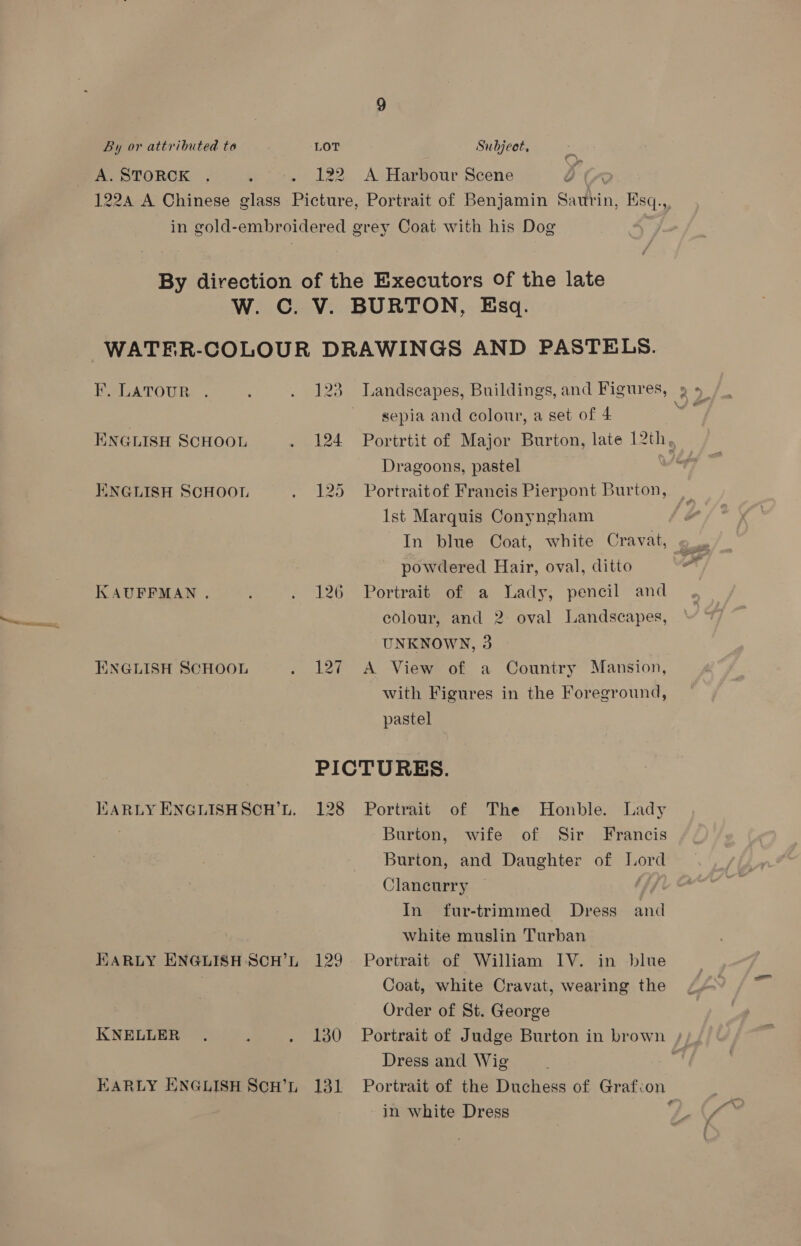 9
By or attributed to LOT Subject,
A. STORCK . . . 122 A Harbour Scene
122A A Chinese glass Picture, Portrait of Benjamin Saurin, Esq.,
in gold-embroidered grey Coat with his Dog
By direction of the Executors of the late
W. C. V. BURTON, Esq.
WATER-COLOUR DRAWINGS AND PASTELS.
F. LATOUR . . . 123 Landscapes, Buildings, and Figures,
sepia and colour, a set of 4
ENGLISH SCHOOL . 124 Portrtit of Major Burton, late 12th,
Dragoons, pastel
ENGLISH SCHOOL . 125 Portraitof Francis Pierpont Burton,
1st Marquis Conyngham
In blue Coat, white Cravat,
powdered Hair, oval, ditto
KAUFFMAN . . . 126 Portrait of a Lady, pencil and
colour, and 2 oval Landscapes,
UNKNOWN, 3
ENGLISH SCHOOL . 127 A View of a Country Mansion,
with Figures in the Foreground,
pastel
PICTURES.
EARLY ENGLISH SCH'L. 128 Portrait of The Honble. Lady
Burton, wife of Sir Francis
Burton, and Daughter of Lord
Clancurry
In fur-trimmed Dress and
white muslin Turban
EARLY ENGLISH SCH'L 129 Portrait of William IV. in blue
Coat, white Cravat, wearing the
Order of St. George
KNELLER . . . 130 Portrait of Judge Burton in brown
Dress and Wig
EARLY ENGLISH SCH'L 131 Portrait of the Duchess of Grafton
in white Dress